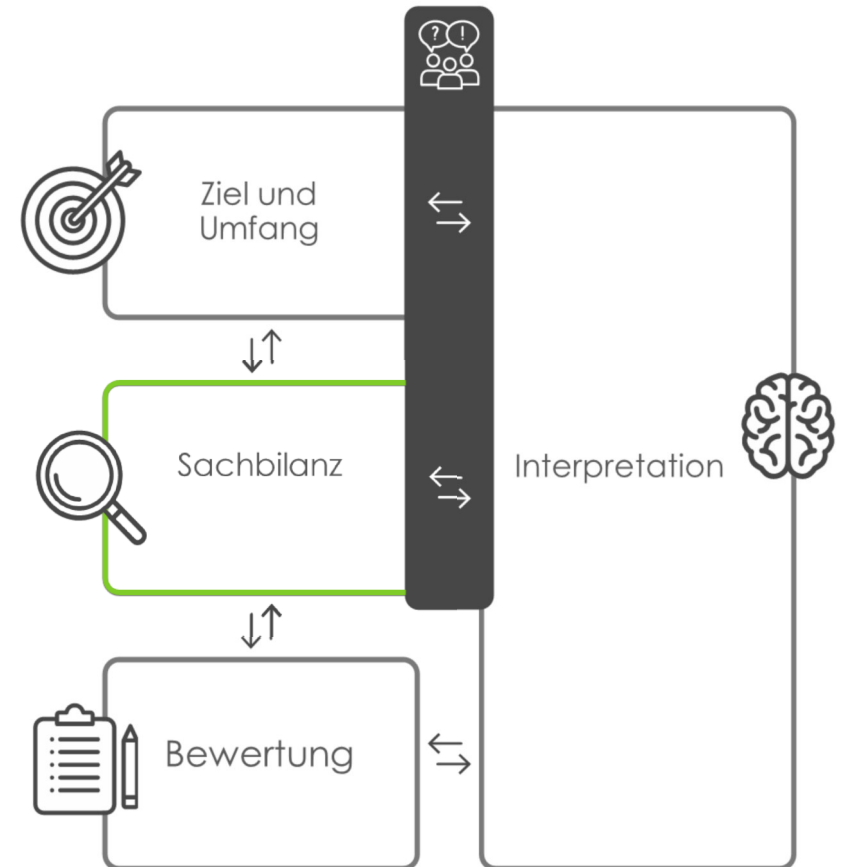 ? !
Ziel und
Umfang
Sachbilanz
Interpretation
Bewertung